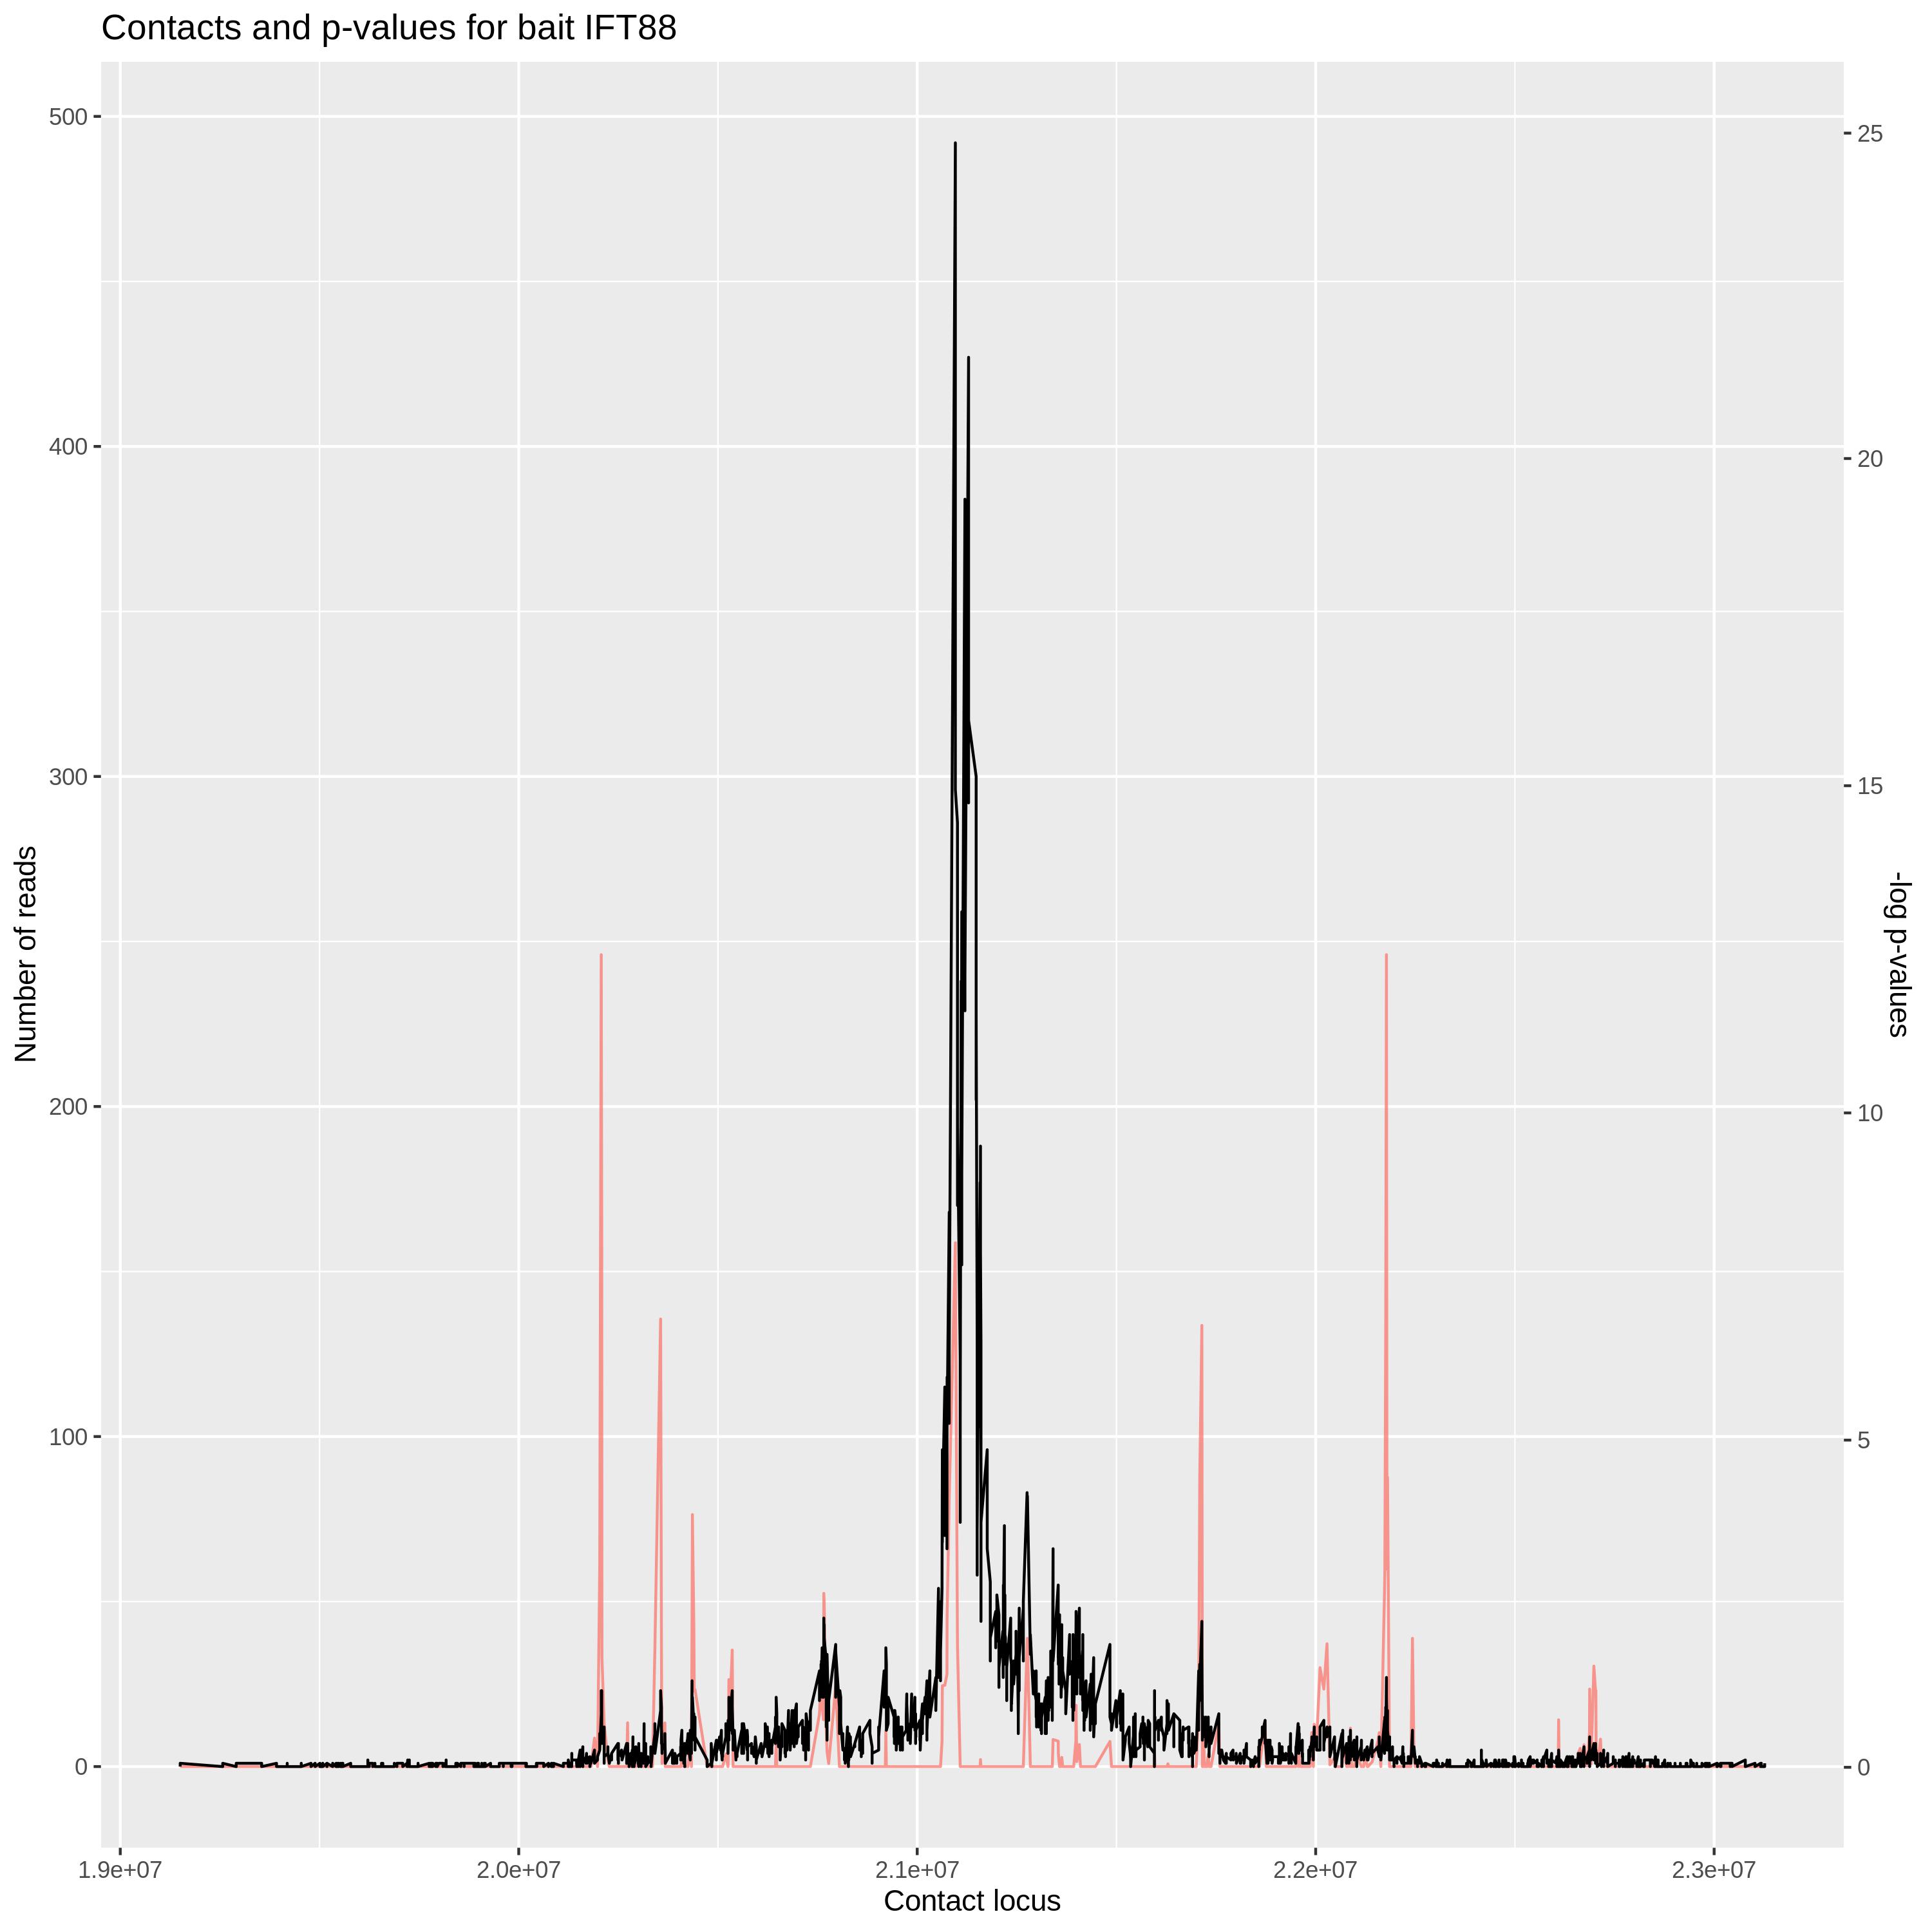 Contacts and p-values for bait IFT88
Number of reads
500
400
300
200
100
0
25
20
15
10
5
0
-log p-values
1.9e+07
2.0e+07
2.1e+07
2.2e+07
2.3e+07
Contact locus